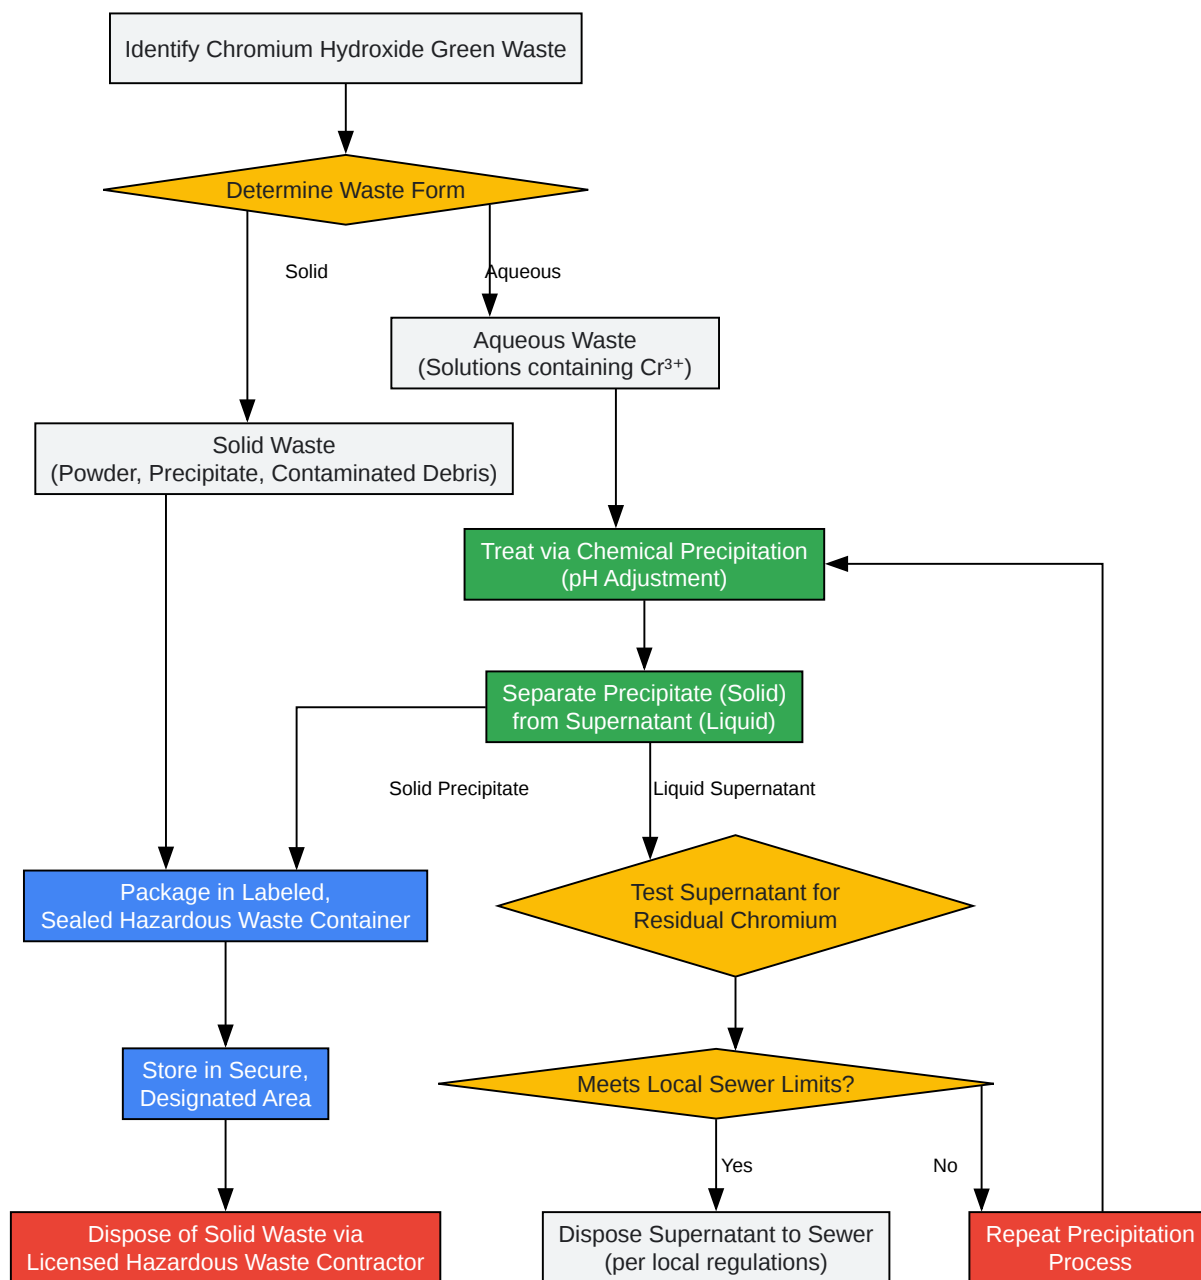 Identify Chromium Hydroxide Green Waste
Determine Waste Form
Solid
Aqueous
Aqueous Waste
(Solutions containing Cr³⁺)
Solid Waste
(Powder, Precipitate, Contaminated Debris)
Treat via Chemical Precipitation
(pH Adjustment)
Separate Precipitate (Solid)
from Supernatant (Liquid)
Solid Precipitate
Liquid Supernatant
Package in Labeled,
Sealed Hazardous Waste Container
Test Supernatant for
Residual Chromium
Store in Secure,
Designated Area
Meets Local Sewer Limits?
Yes
No
Dispose of Solid Waste via
Licensed Hazardous Waste Contractor
Dispose Supernatant to Sewer
(per local regulations)
Repeat Precipitation
Process